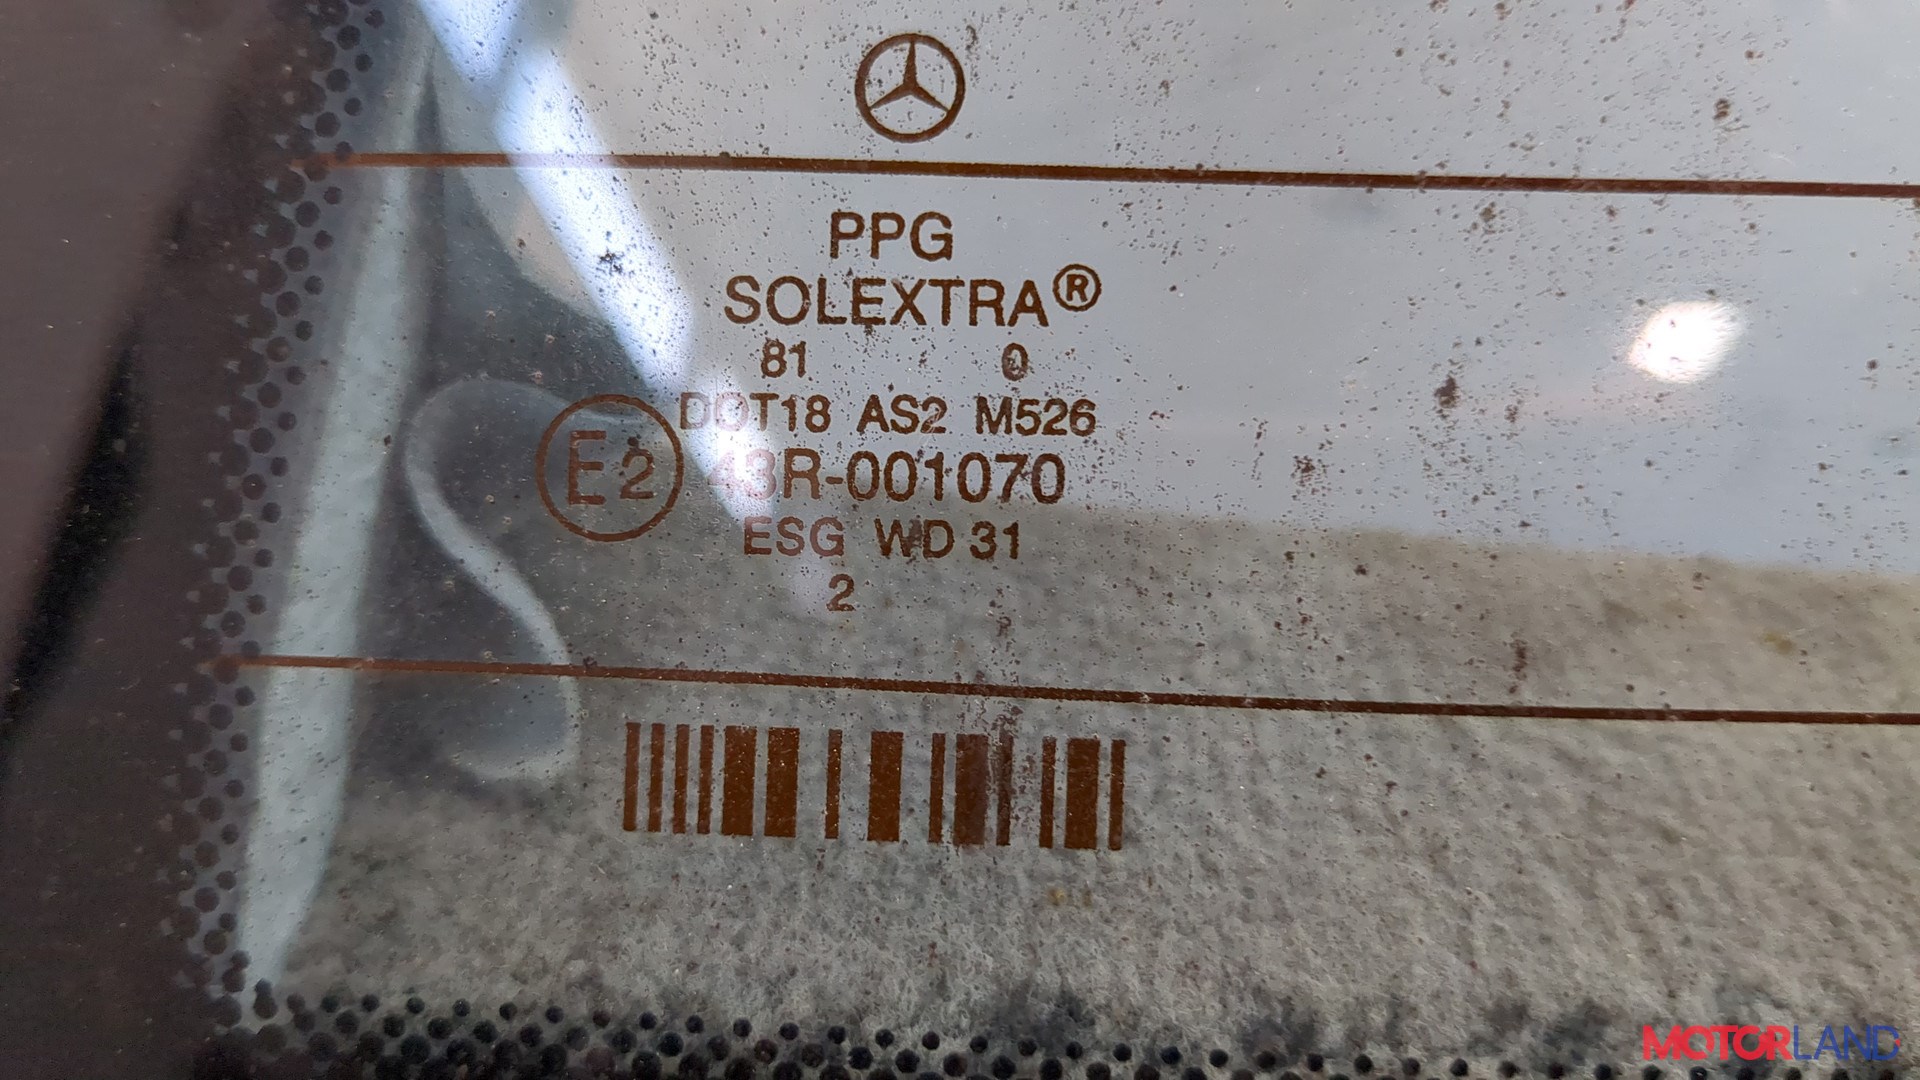 PPG
SOLEXTRA®
81 0
DOT18 AS2 M526
E2 43R-001070
ESG WD 31
2
MOTORLAND